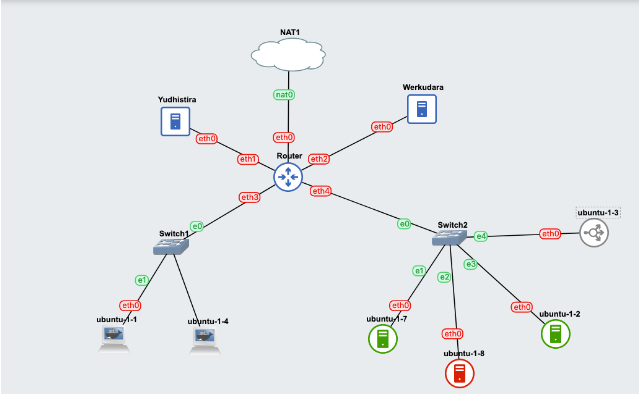 NAT1
nat0
Yudhistira
Werkudara
eth0
eth0
eth0
Router
eth1
eth2
eth3
eth4
ubuntu-1-3
Switch1
e0
e0
Switch2
e4
eth0
e1
e1
e2
e3
eth0
eth0
eth0
eth0
ubuntu-1-1
ubuntu-1-4
ubuntu-1-7
ubuntu-1-8
ubuntu-1-2